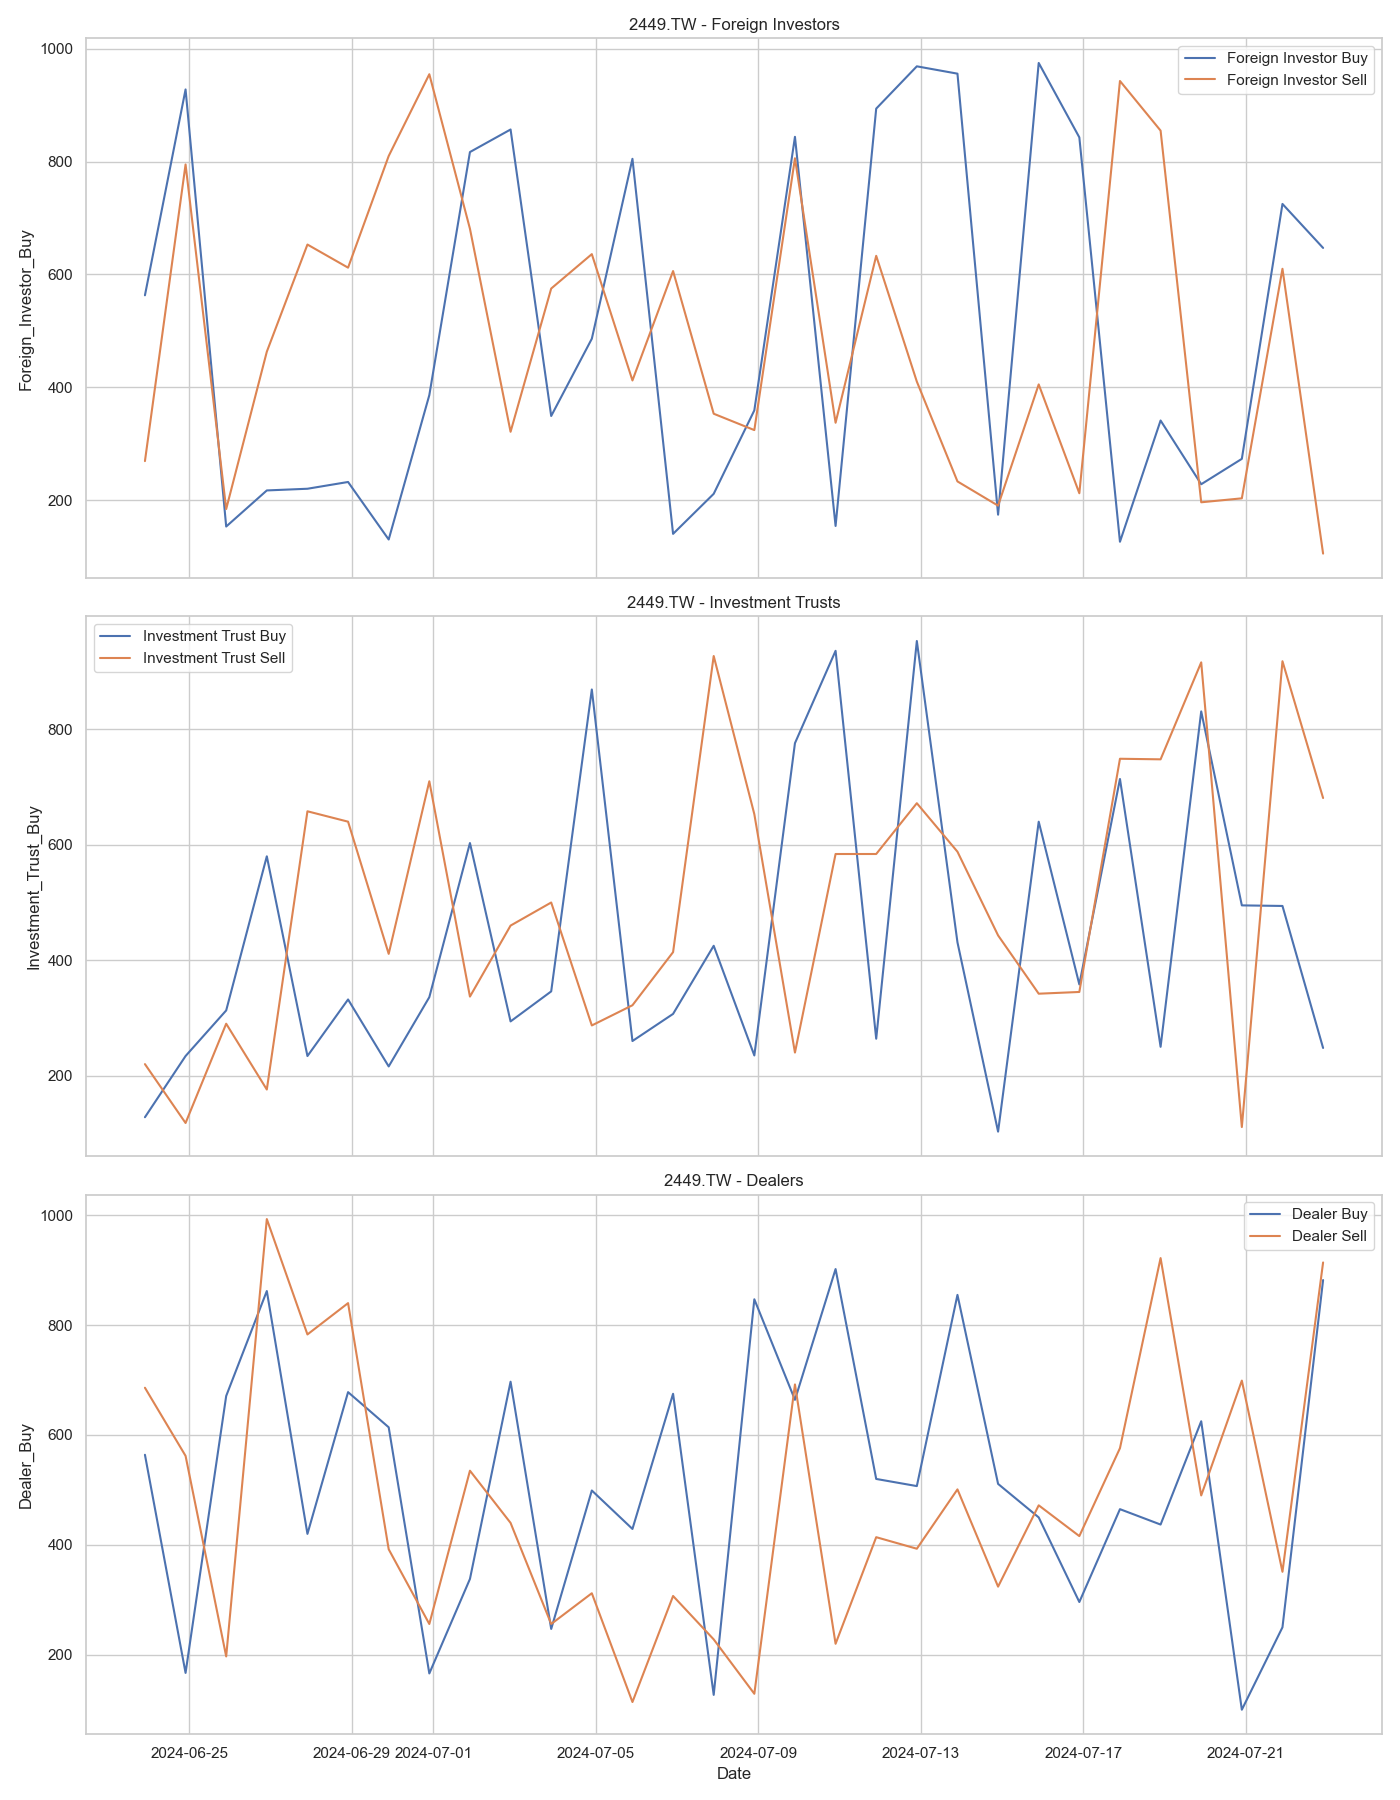 2449.TW - Foreign Investors
Foreign_Investor_Buy
1000
800
600
400
200
Foreign Investor Buy
Foreign Investor Sell
2449.TW - Investment Trusts
Investment_Trust_Buy
800
600
400
200
Investment Trust Buy
Investment Trust Sell
2449.TW - Dealers
Dealer_Buy
1000
800
600
400
200
Dealer Buy
Dealer Sell
2024-06-25 2024-06-29 2024-07-01 2024-07-05 2024-07-09 2024-07-13 2024-07-17 2024-07-21
Date